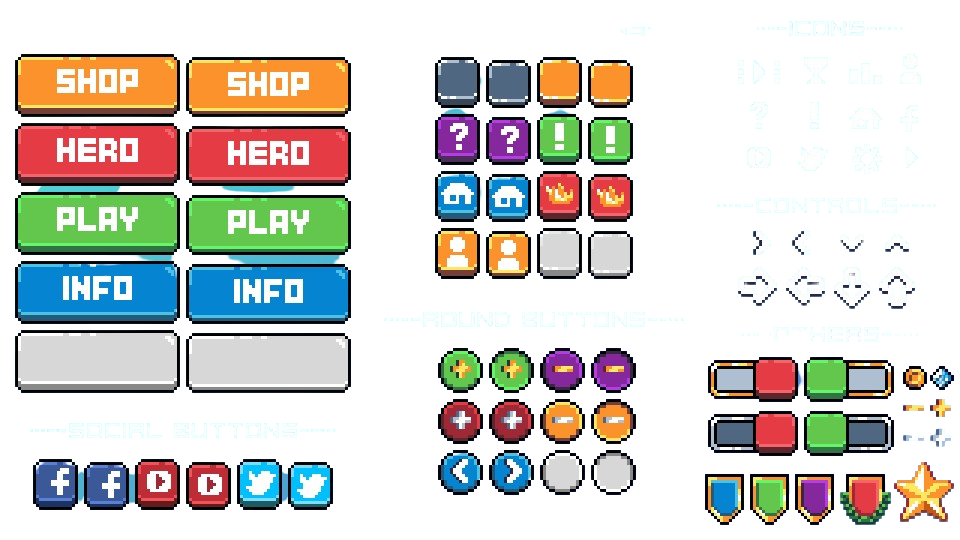 ICONS
SHOP SHOP
HERO HERO
PLAY PLAY
INFO INFO
? ? ! !
CONTROLS
ROUND BUTTONS
OTHERS
SOCIAL BUTTONS
f f